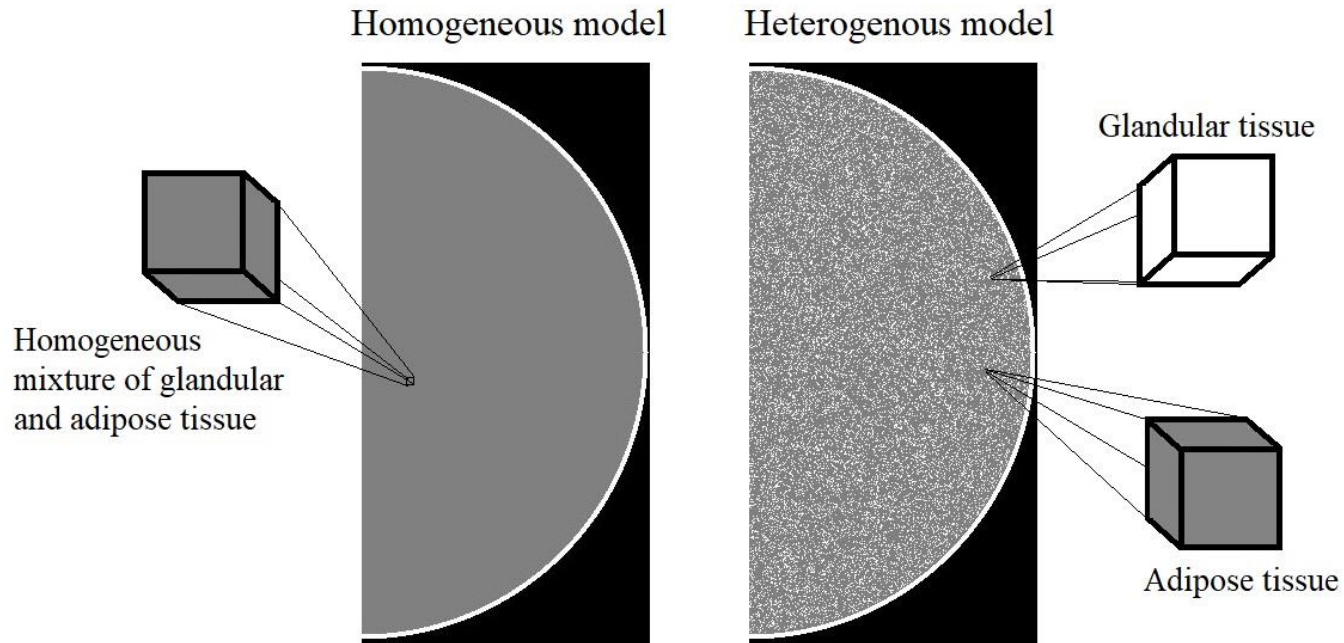 Homogeneous model
Heterogenous model
Glandular tissue
Homogeneous
mixture of glandular
and adipose tissue
Adipose tissue